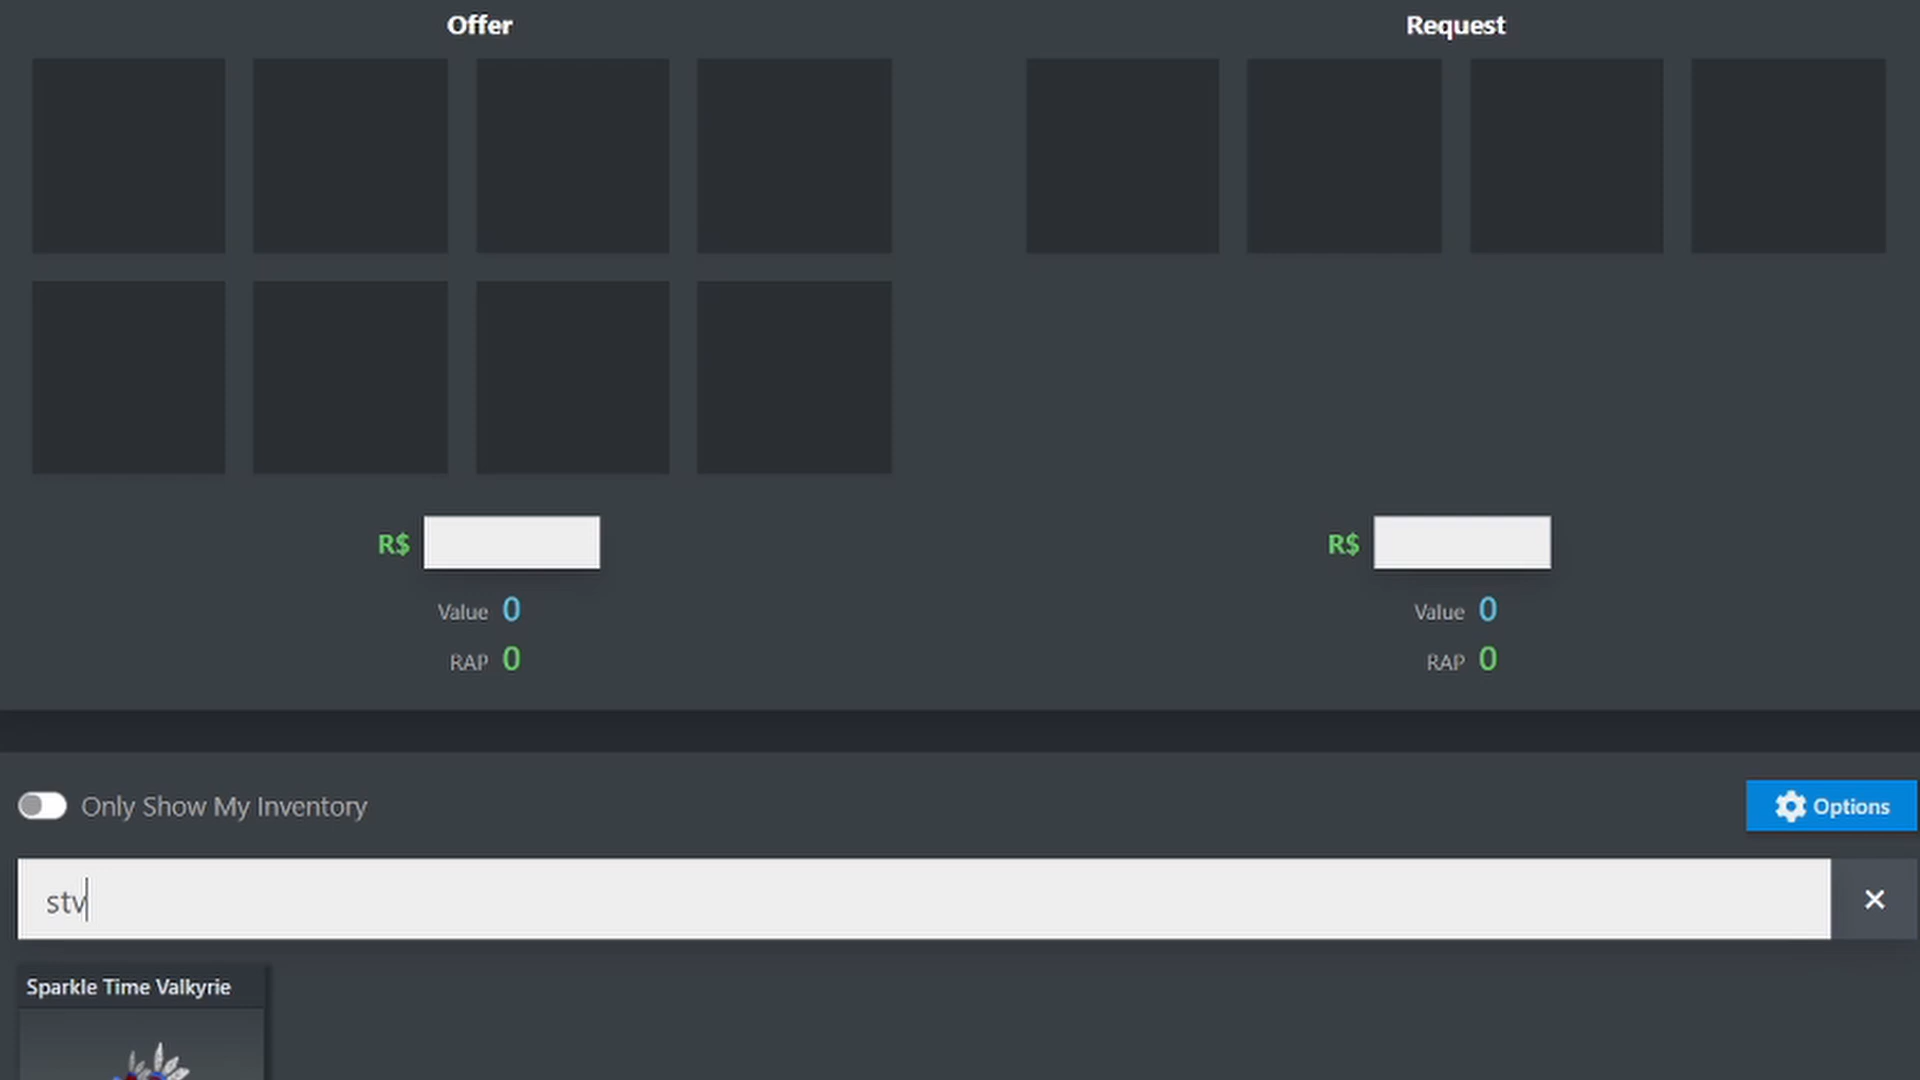 Offer
Request
R$
R$
Value 0
Value 0
RAP 0
RAP 0
Only Show My Inventory
Options
stv
Sparkle Time Valkyrie